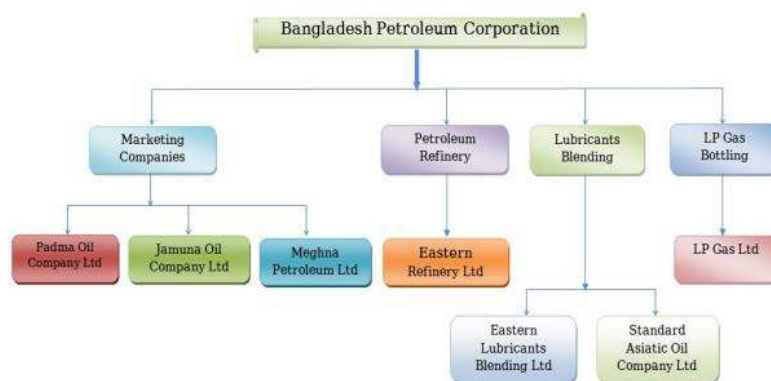 Bangladesh Petroleum Corporation
Marketing
Companies
Petroleum
Refinery
Lubricants
Blending
LP Gas
Bottling
Padma Oil
Company Ltd
Jamuna Oil
Company Ltd
Meghna
Petroleum Ltd
Eastern
Refinery Ltd
LP Gas Ltd
Eastern
Lubricants
Blending Ltd
Standard
Asiatic Oil
Company Ltd